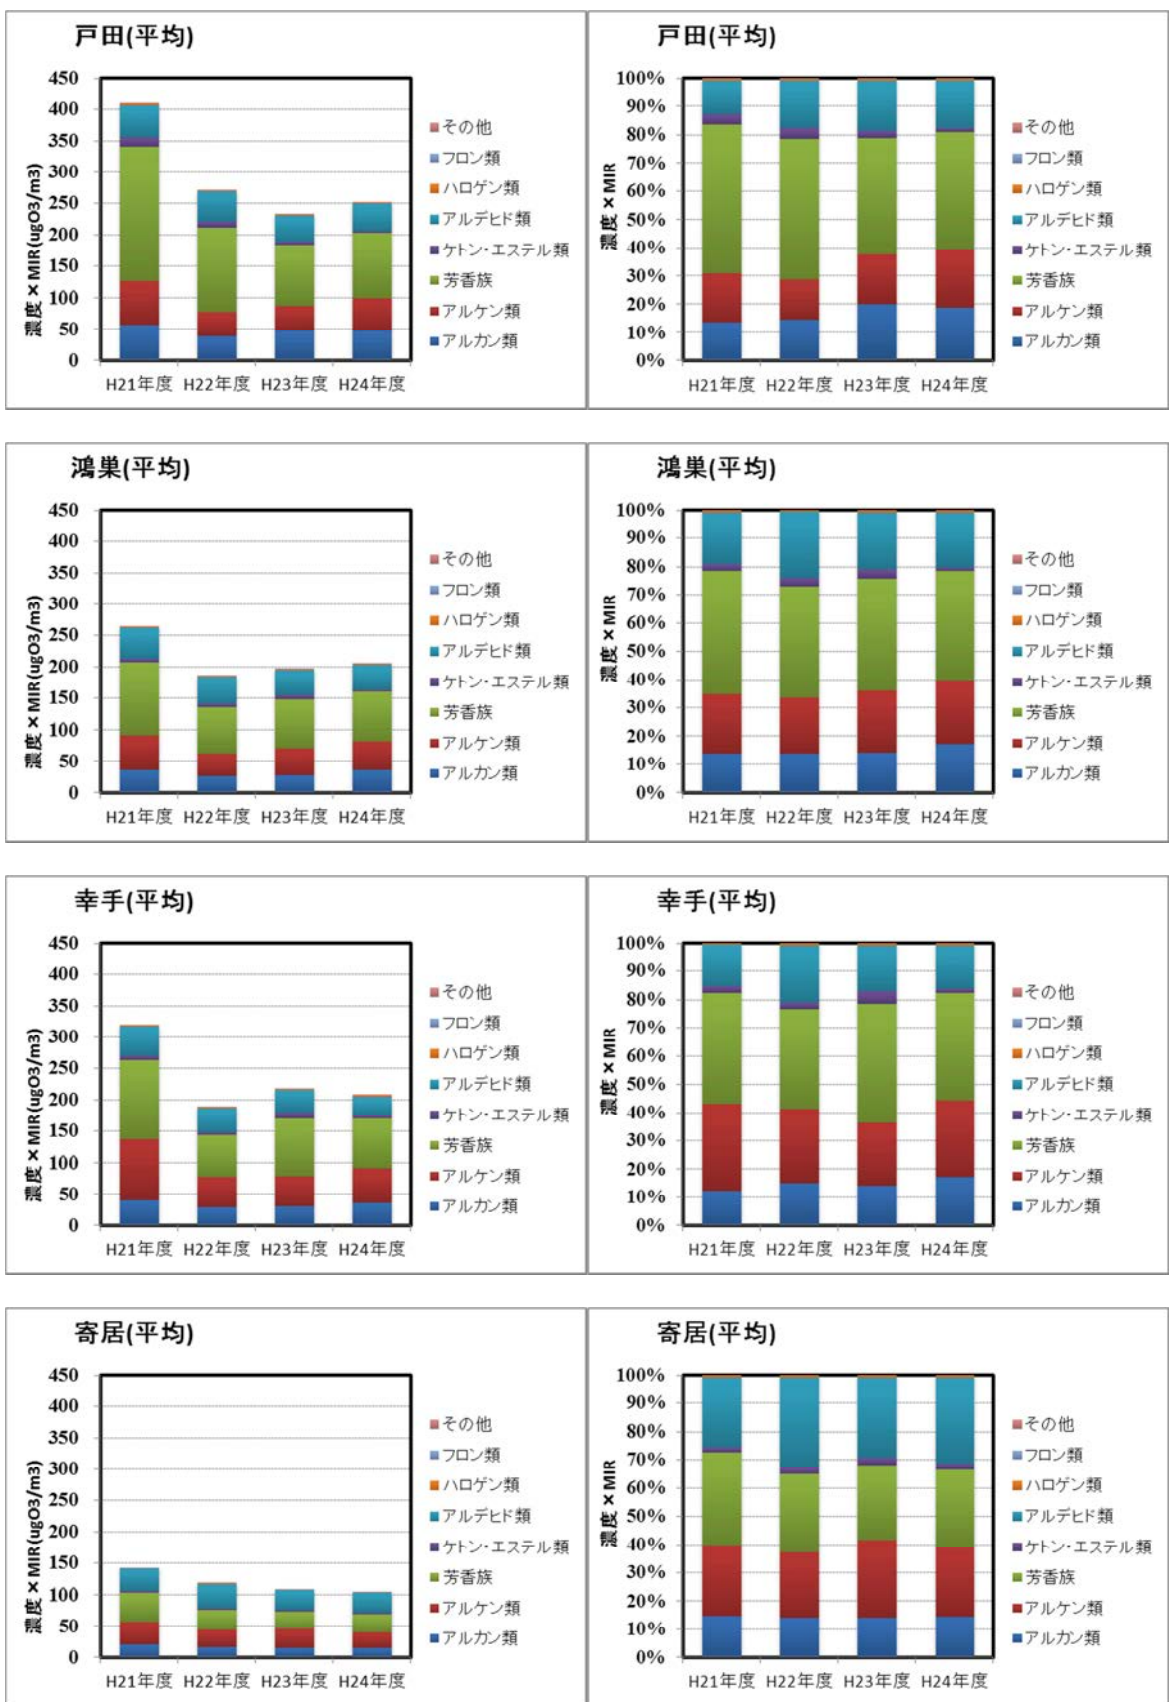 戸田(平均)
450
400
350
300
250
200
150
100
50
0
濃度×MIR(ugO3/m3)
H21年度 H22年度 H23年度 H24年度
その他
フロン類
ハロゲン類
アルデヒド類
ケトン・エステル類
芳香族
アルケン類
アルカン類
戸田(平均)
100%
90%
80%
70%
60%
50%
40%
30%
20%
10%
0%
濃度×MIR
H21年度 H22年度 H23年度 H24年度
その他
フロン類
ハロゲン類
アルデヒド類
ケトン・エステル類
芳香族
アルケン類
アルカン類
鴻巣(平均)
450
400
350
300
250
200
150
100
50
0
濃度×MIR(ugO3/m3)
H21年度 H22年度 H23年度 H24年度
その他
フロン類
ハロゲン類
アルデヒド類
ケトン・エステル類
芳香族
アルケン類
アルカン類
鴻巣(平均)
100%
90%
80%
70%
60%
50%
40%
30%
20%
10%
0%
濃度×MIR
H21年度 H22年度 H23年度 H24年度
その他
フロン類
ハロゲン類
アルデヒド類
ケトン・エステル類
芳香族
アルケン類
アルカン類
幸手(平均)
450
400
350
300
250
200
150
100
50
0
濃度×MIR(ugO3/m3)
H21年度 H22年度 H23年度 H24年度
その他
フロン類
ハロゲン類
アルデヒド類
ケトン・エステル類
芳香族
アルケン類
アルカン類
幸手(平均)
100%
90%
80%
70%
60%
50%
40%
30%
20%
10%
0%
濃度×MIR
H21年度 H22年度 H23年度 H24年度
その他
フロン類
ハロゲン類
アルデヒド類
ケトン・エステル類
芳香族
アルケン類
アルカン類
寄居(平均)
450
400
350
300
250
200
150
100
50
0
濃度×MIR(ugO3/m3)
H21年度 H22年度 H23年度 H24年度
その他
フロン類
ハロゲン類
アルデヒド類
ケトン・エステル類
芳香族
アルケン類
アルカン類
寄居(平均)
100%
90%
80%
70%
60%
50%
40%
30%
20%
10%
0%
濃度×MIR
H21年度 H22年度 H23年度 H24年度
その他
フロン類
ハロゲン類
アルデヒド類
ケトン・エステル類
芳香族
アルケン類
アルカン類